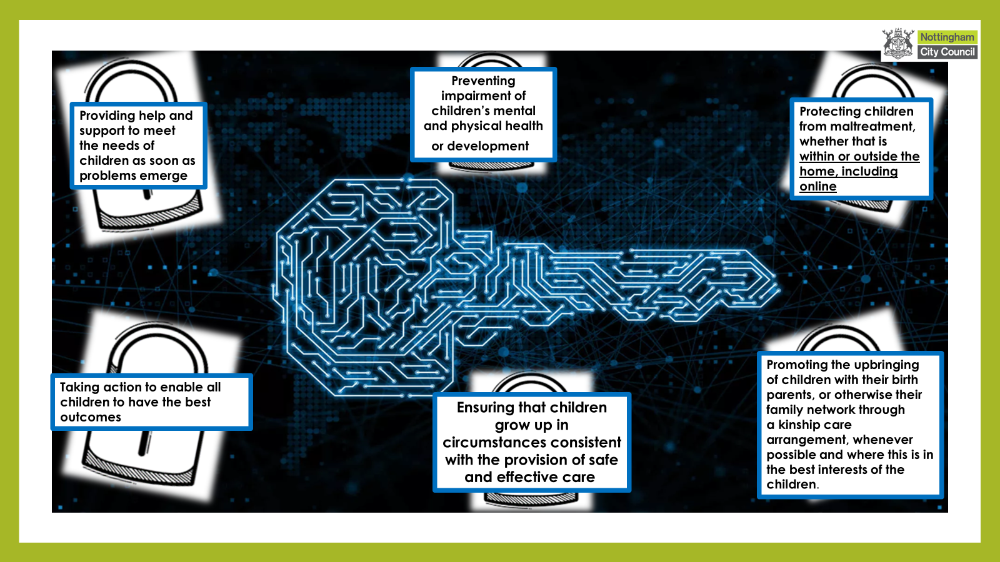 Nottingham
City Council
Providing help and
support to meet
the needs of
children as soon as
problems emerge
Preventing
impairment of
children’s mental
and physical health
or development
Protecting children
from maltreatment,
whether that is
within or outside the
home, including
online
Taking action to enable all
children to have the best
outcomes
Ensuring that children
grow up in
circumstances consistent
with the provision of safe
and effective care
Promoting the upbringing
of children with their birth
parents, or otherwise their
family network through
a kinship care
arrangement, whenever
possible and where this is in
the best interests of the
children.